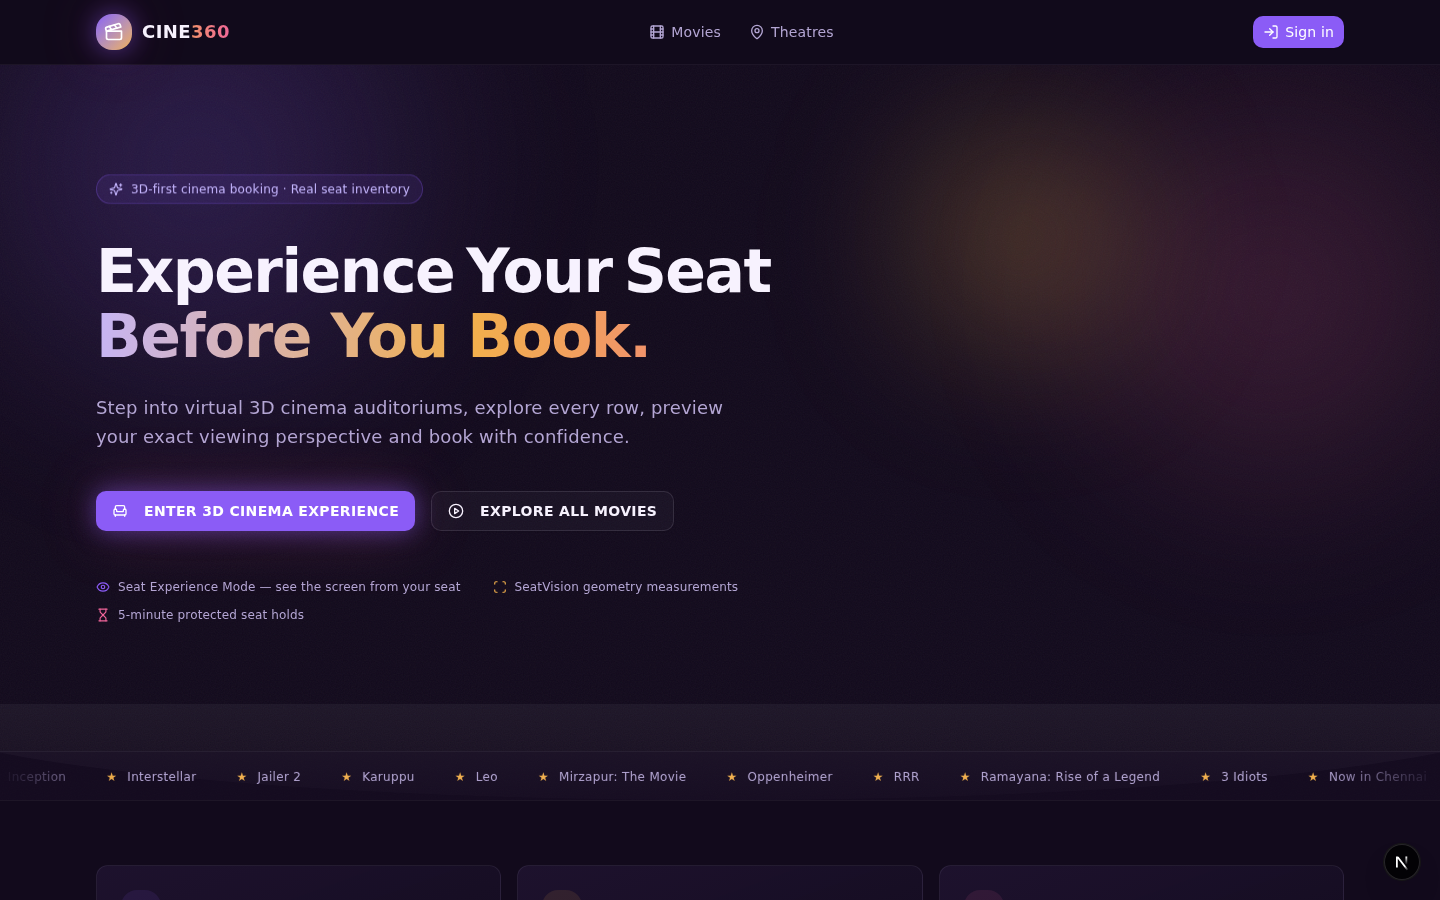 CINE360
Movies
Theatres
Sign in
3D-first cinema booking · Real seat inventory
Experience Your Seat
Before You Book.
Step into virtual 3D cinema auditoriums, explore every row, preview
your exact viewing perspective and book with confidence.
ENTER 3D CINEMA EXPERIENCE
EXPLORE ALL MOVIES
Seat Experience Mode — see the screen from your seat
SeatVision geometry measurements
5-minute protected seat holds
Inception ★ Interstellar ★ Jailer 2 ★ Karuppu ★ Leo ★ Mirzapur: The Movie ★ Oppenheimer ★ RRR ★ Ramayana: Rise of a Legend ★ 3 Idiots ★ Now in Chennai
N